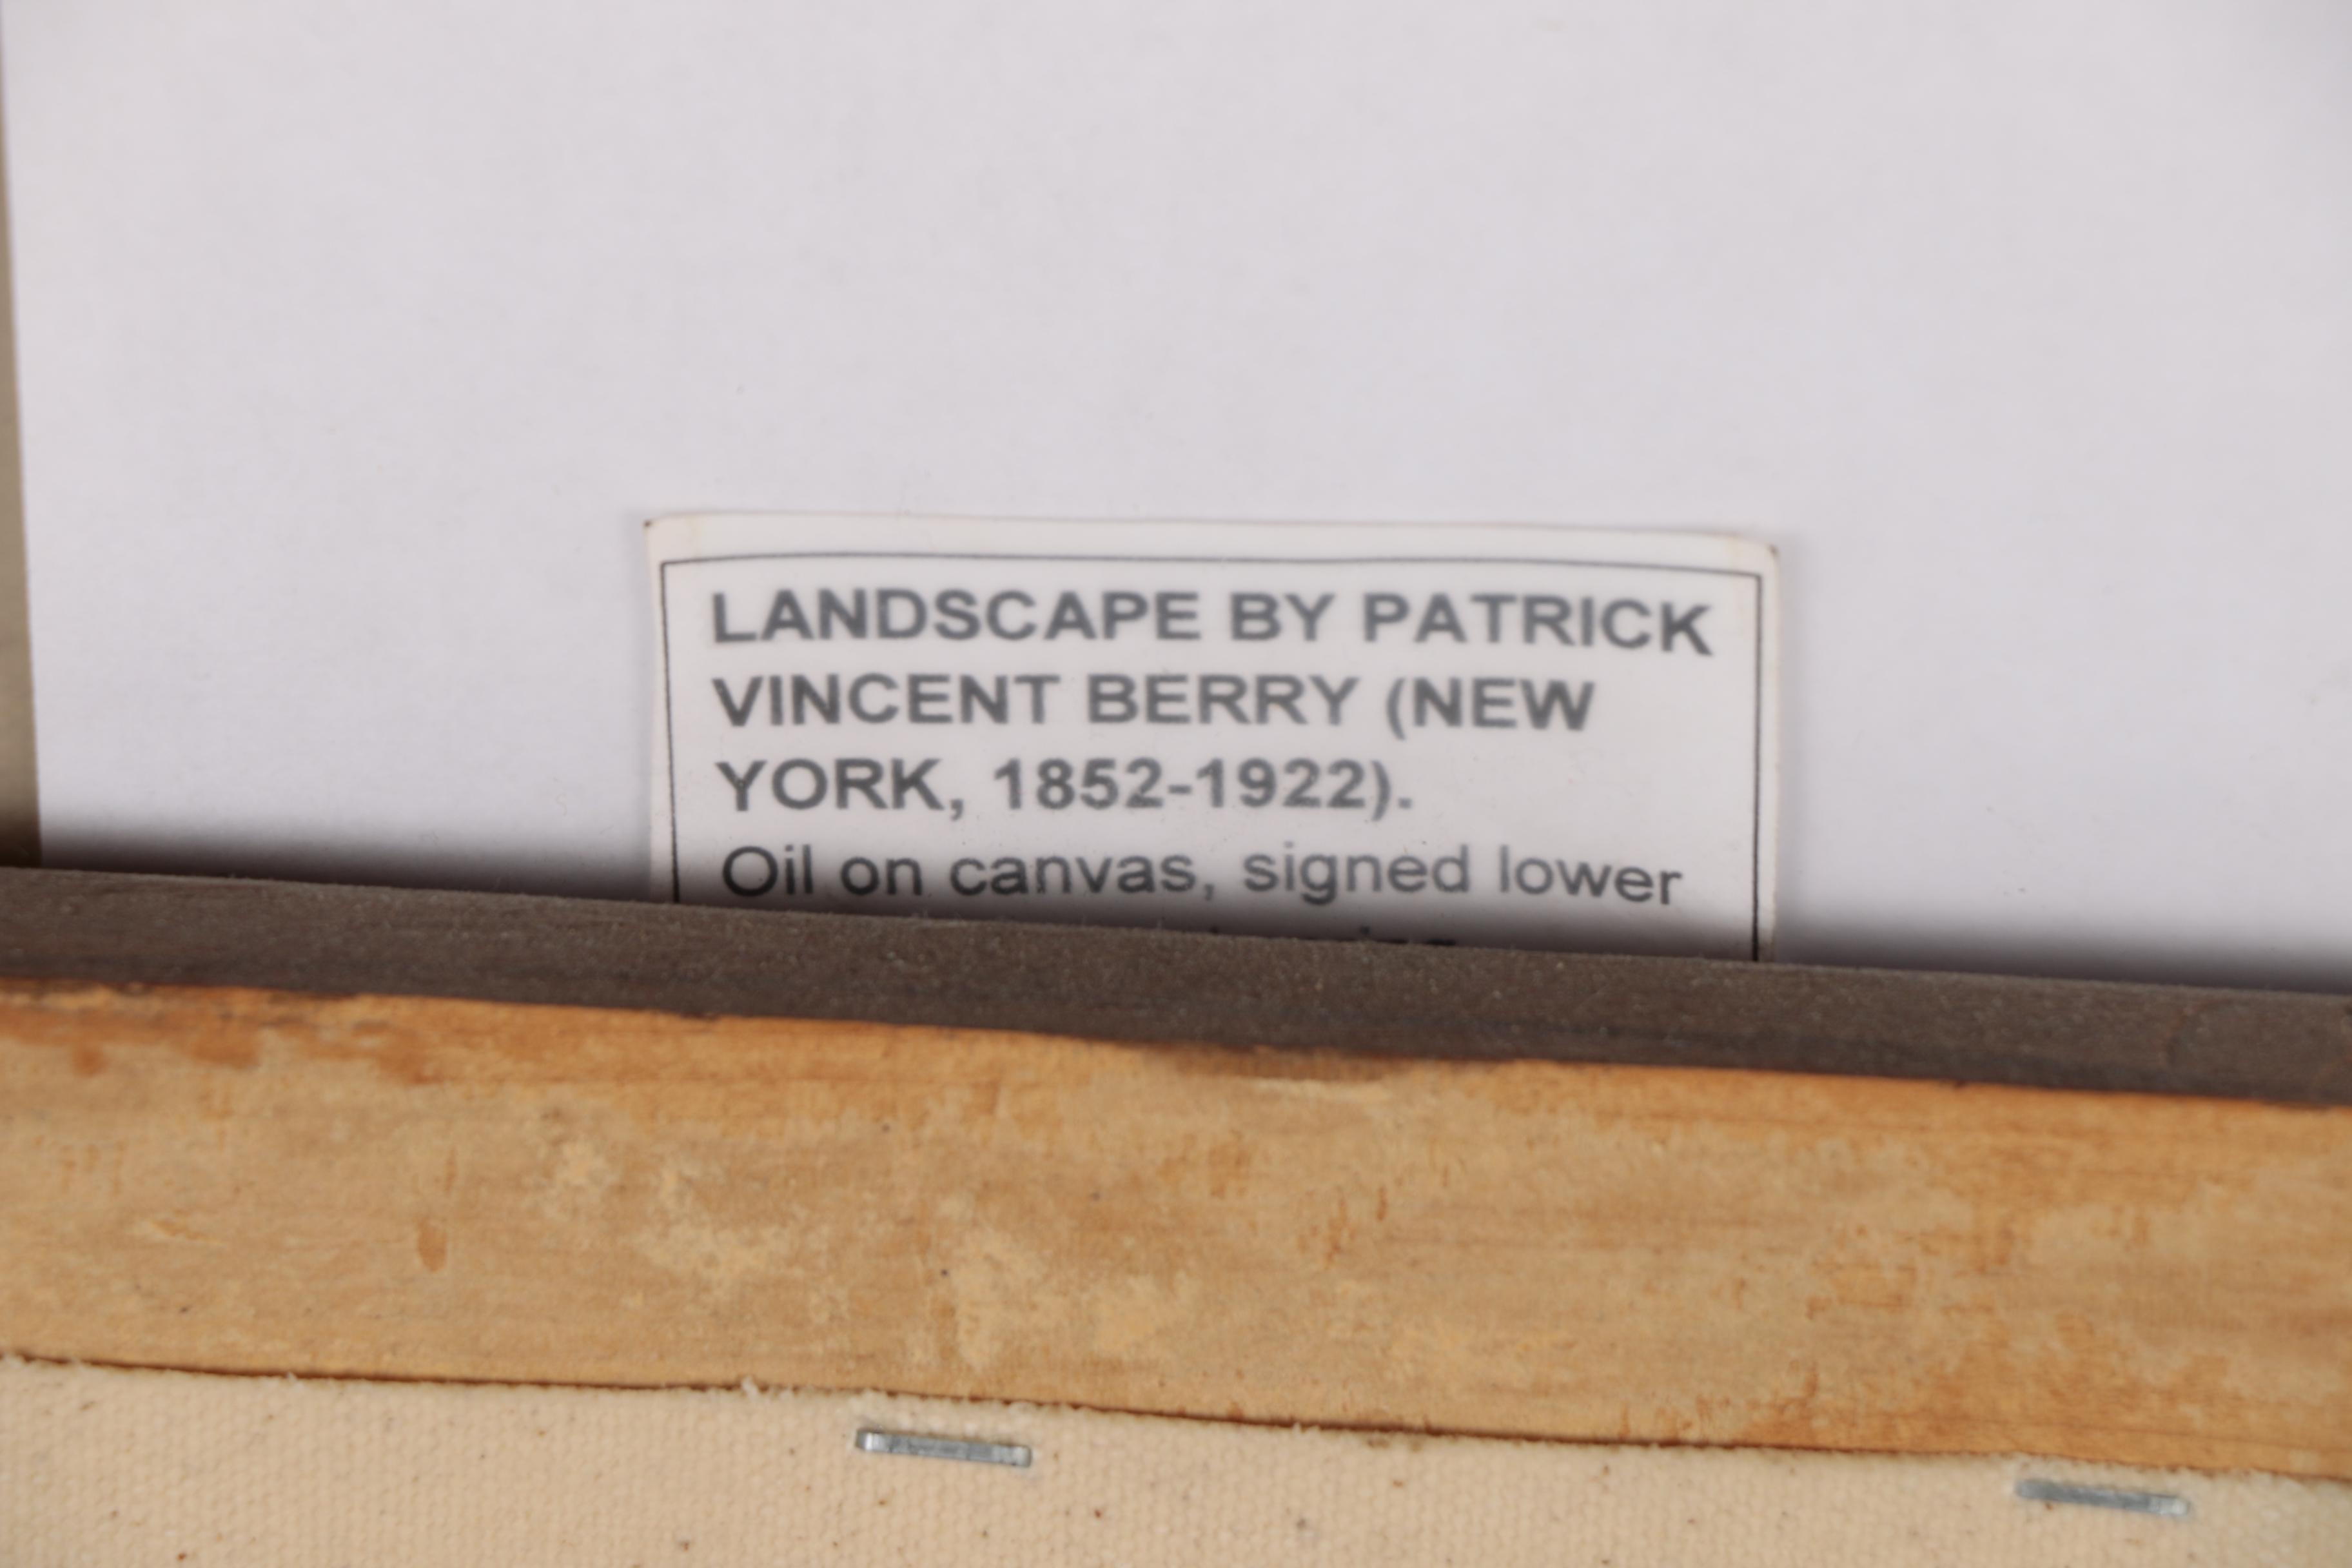 LANDSCAPE BY PATRICK
VINCENT BERRY (NEW
YORK, 1852-1922).
Oil on canvas, signed lower